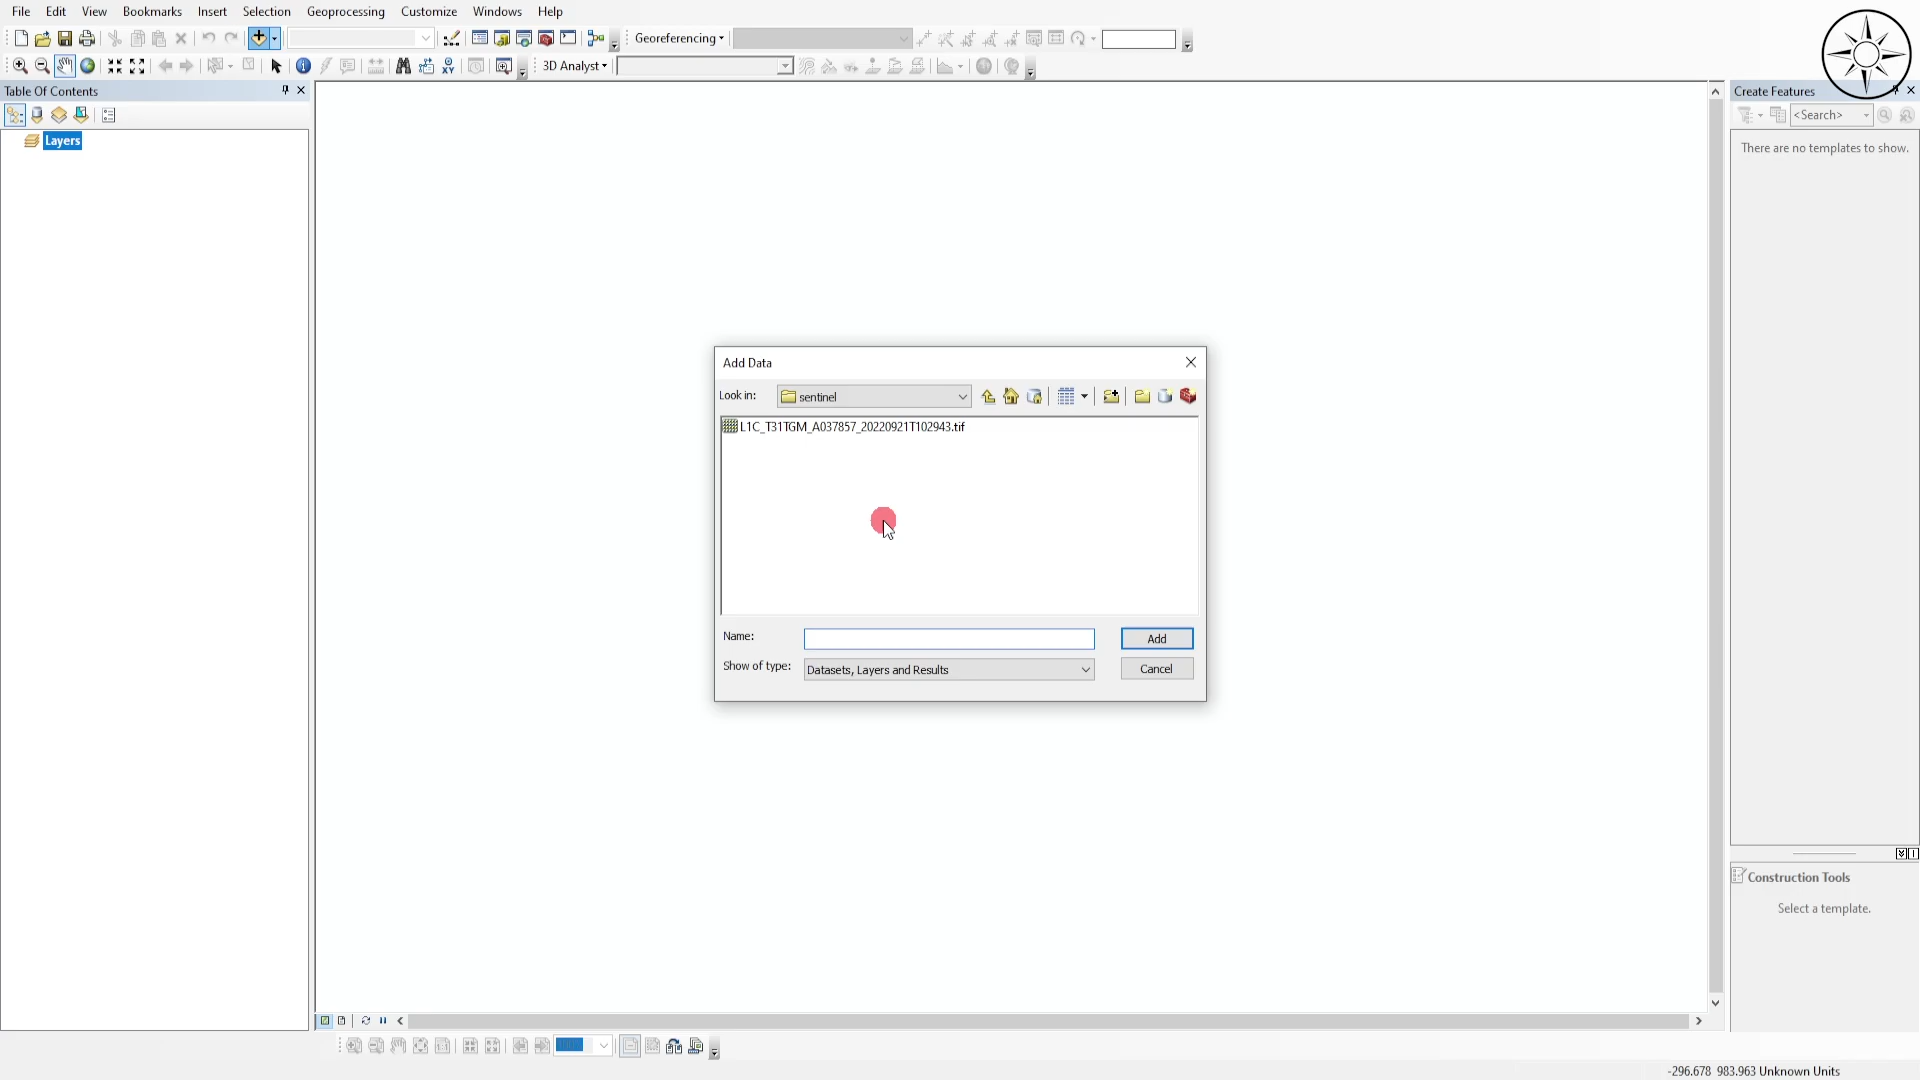 File Edit View Bookmarks Insert Selection Geoprocessing Customize Windows Help
Georeferencing
3D Analyst
Table Of Contents
Layers
Create Features
<Search>
There are no templates to show.
Add Data
Look in: sentinel
L1C_T31TGM_A037857_20220921T102943.tif
Name:
Add
Show of type: Datasets, Layers and Results
Cancel
Construction Tools
Select a template.
-296.678 983.963 Unknown Units